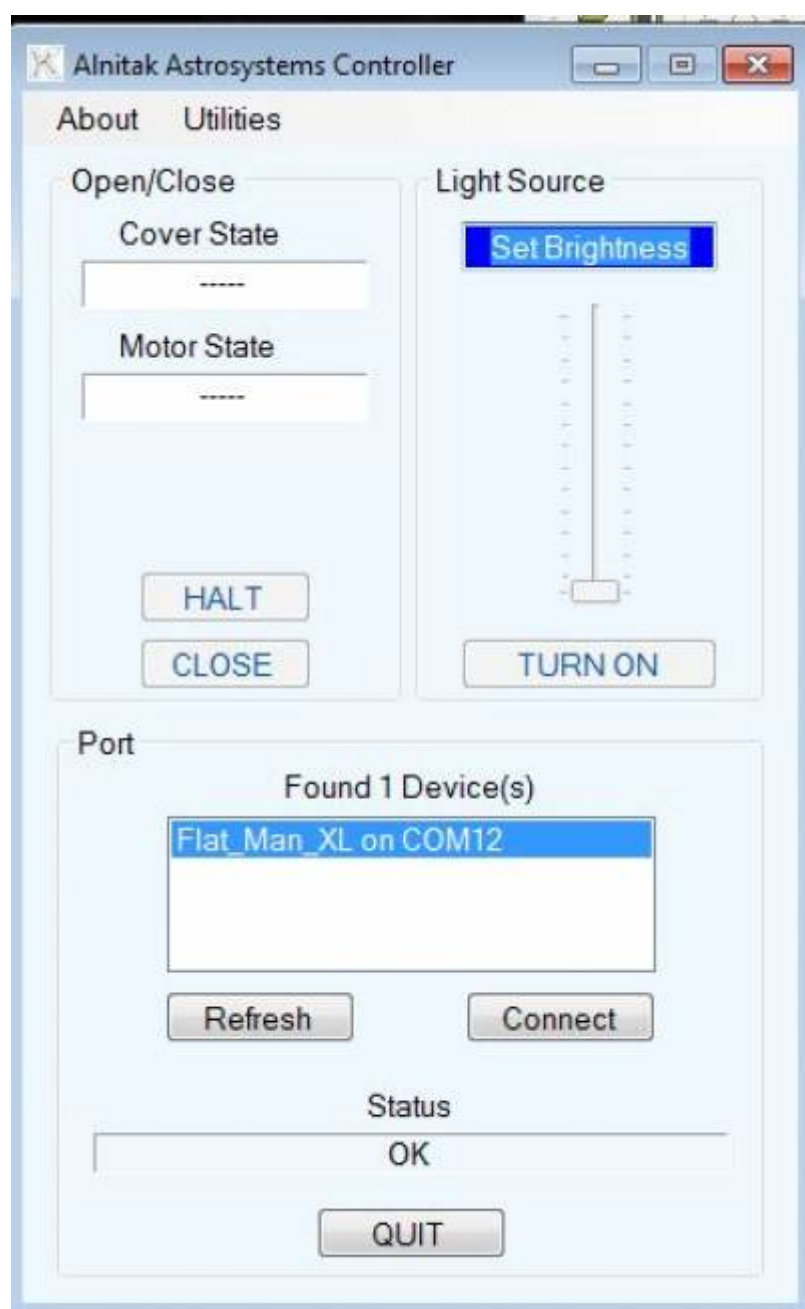 Alnitak Astrosystems Controller
About Utilities
Open/Close
Cover State
-----
Motor State
-----
HALT
CLOSE
Light Source
Set Brightness
TURN ON
Port
Found 1 Device(s)
Flat_Man_XL on COM12
Refresh Connect
Status
OK
QUIT